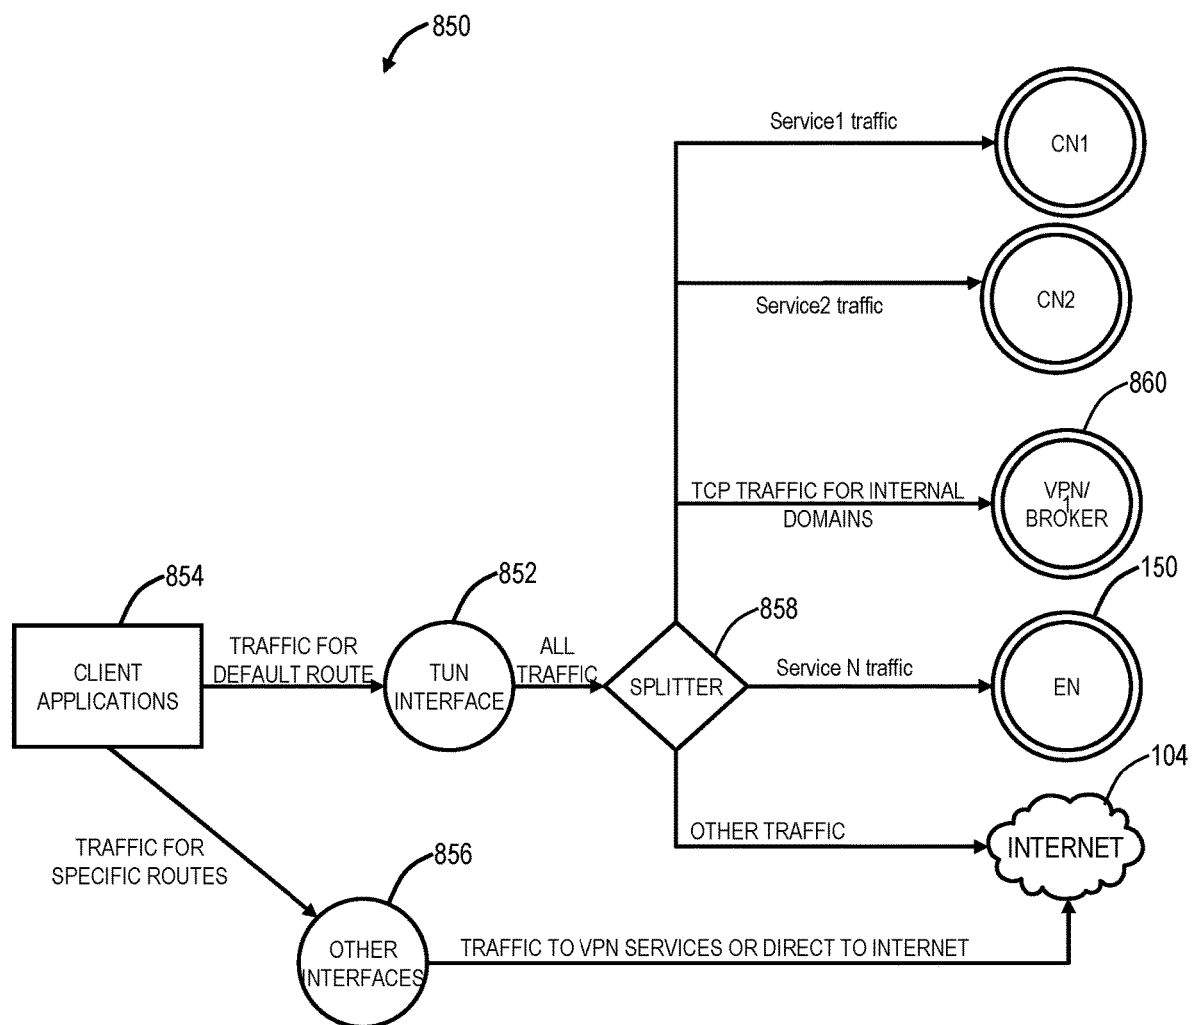 850
Service1 traffic
CN1
Service2 traffic
CN2
860
TCP TRAFFIC FOR INTERNAL
DOMAINS
VPN/
1
BROKER
150
854
852
858
CLIENT
APPLICATIONS
TRAFFIC FOR
DEFAULT ROUTE
TUN
INTERFACE
ALL
TRAFFIC
SPLITTER
Service N traffic
EN
104
OTHER TRAFFIC
INTERNET
TRAFFIC FOR
SPECIFIC ROUTES
856
OTHER
INTERFACES
TRAFFIC TO VPN SERVICES OR DIRECT TO INTERNET